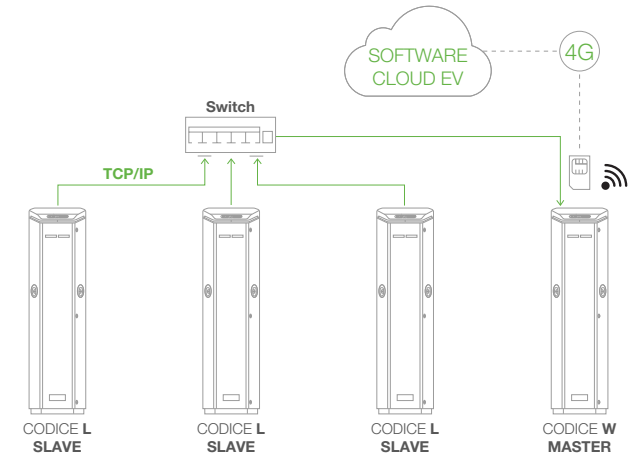 SOFTWARE
CLOUD EV
4G
Switch
TCP/IP
CODICE L
SLAVE
CODICE L
SLAVE
CODICE L
SLAVE
CODICE W
MASTER